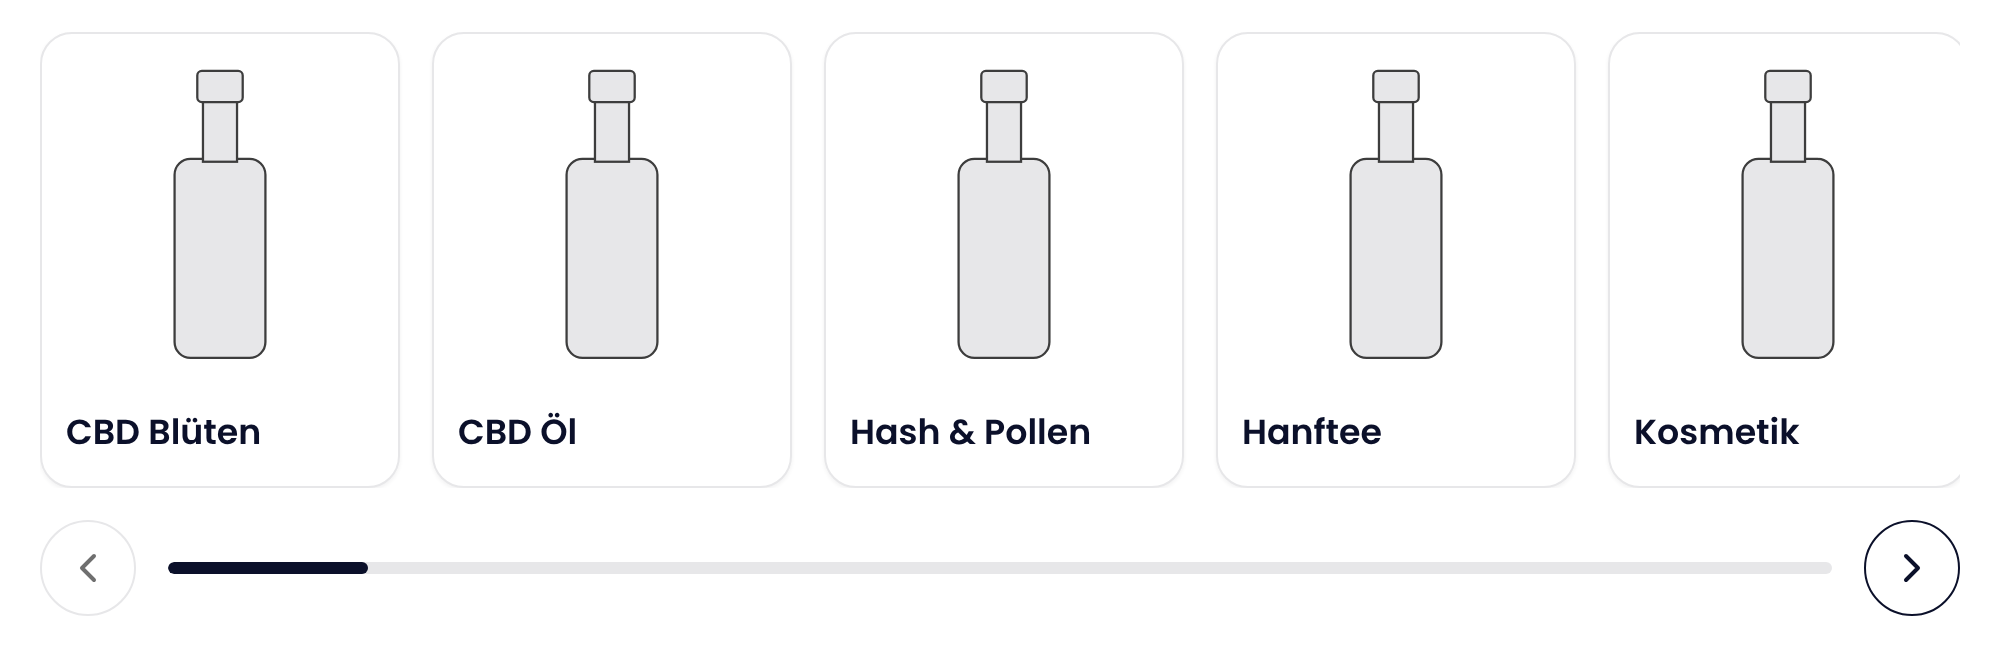 CBD Blüten
CBD Öl
Hash & Pollen
Hanftee
Kosmetik